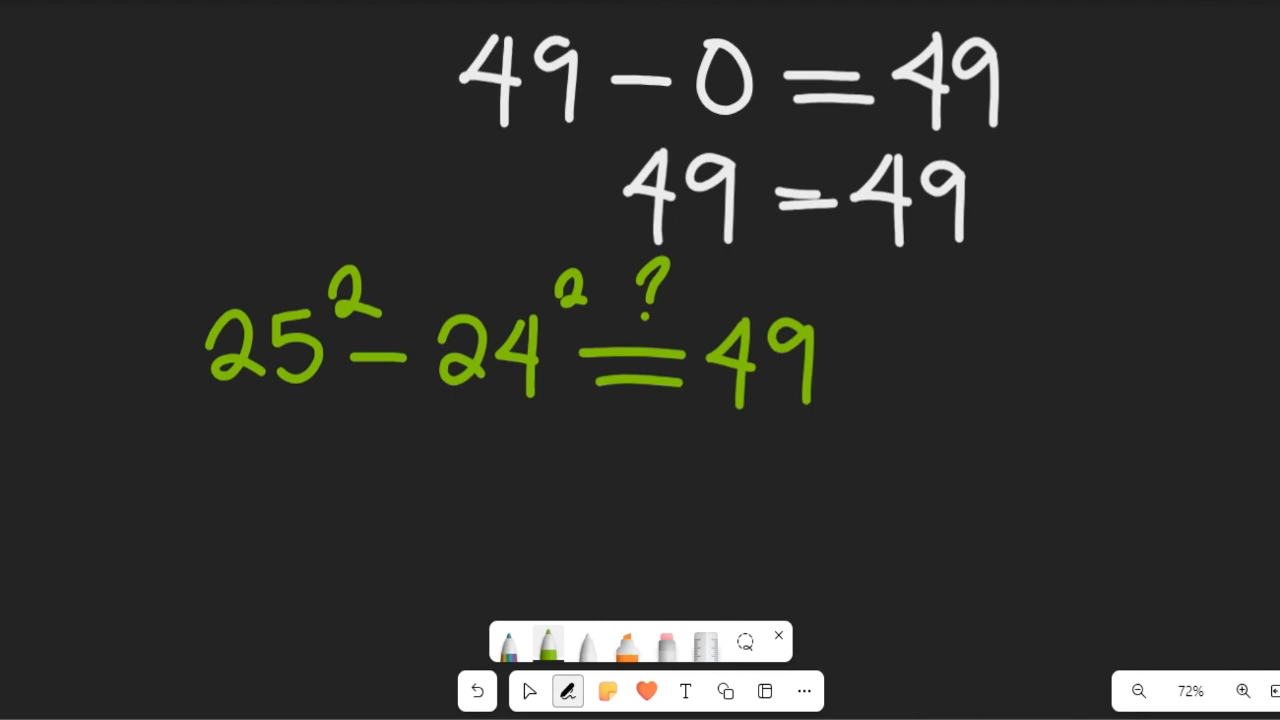 49 - 0 = 49
49 = 49
25² - 24² ≟ 49
T
72%